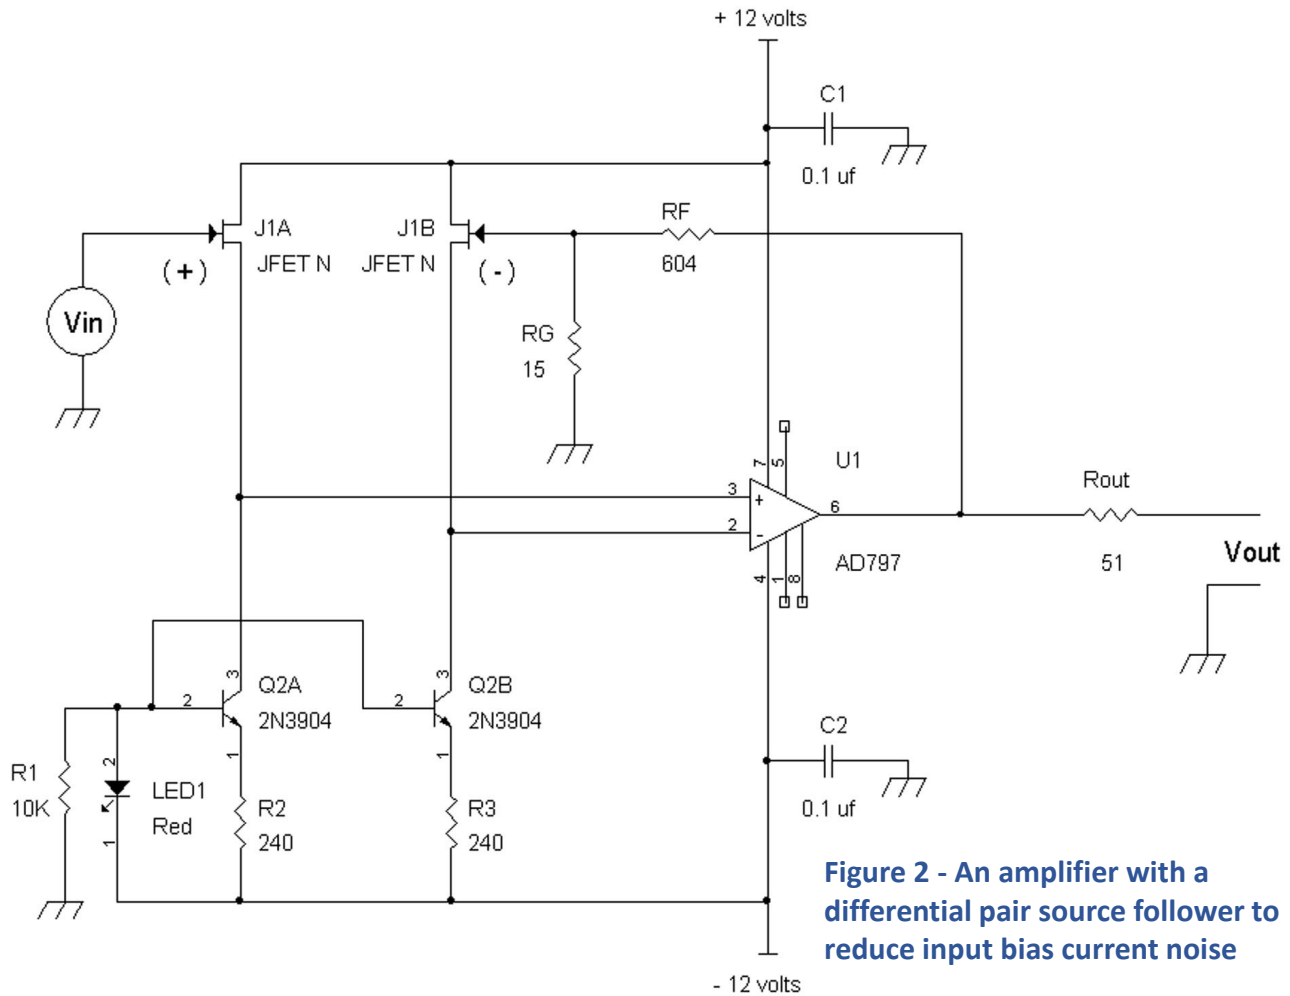 + 12 volts
C1
0.1 uf
J1A
JFET N
(+)
J1B
JFET N
(-)
RF
604
Vin
RG
15
7
5
U1
3
+
2
-
6
AD797
4
1
8
Rout
51
Vout
3
Q2A
2
2N3904
1
3
Q2B
2
2N3904
1
R1
10K
2
LED1
Red
1
R2
240
R3
240
C2
0.1 uf
Figure 2 - An amplifier with a
differential pair source follower to
reduce input bias current noise
- 12 volts